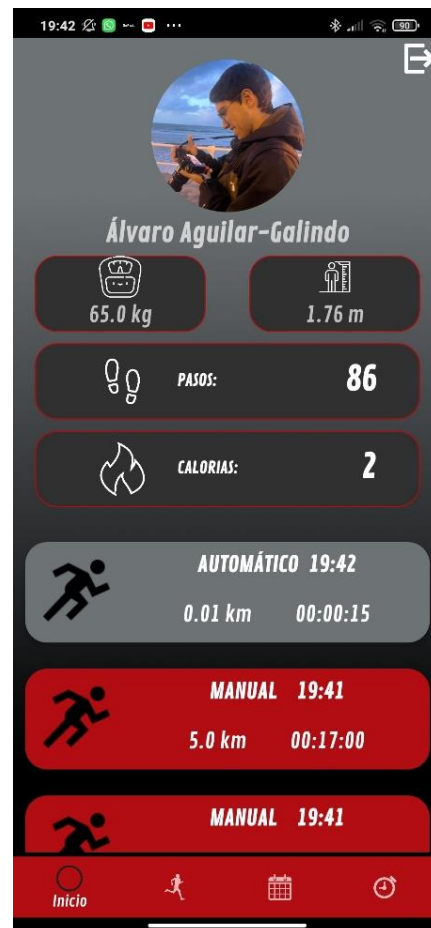 19:42 ... 90
Álvaro Aguilar-Galindo
65.0 kg 1.76 m
PASOS: 86
CALORIAS: 2
AUTOMÁTICO 19:42
0.01 km 00:00:15
MANUAL 19:41
5.0 km 00:17:00
MANUAL 19:41
Inicio